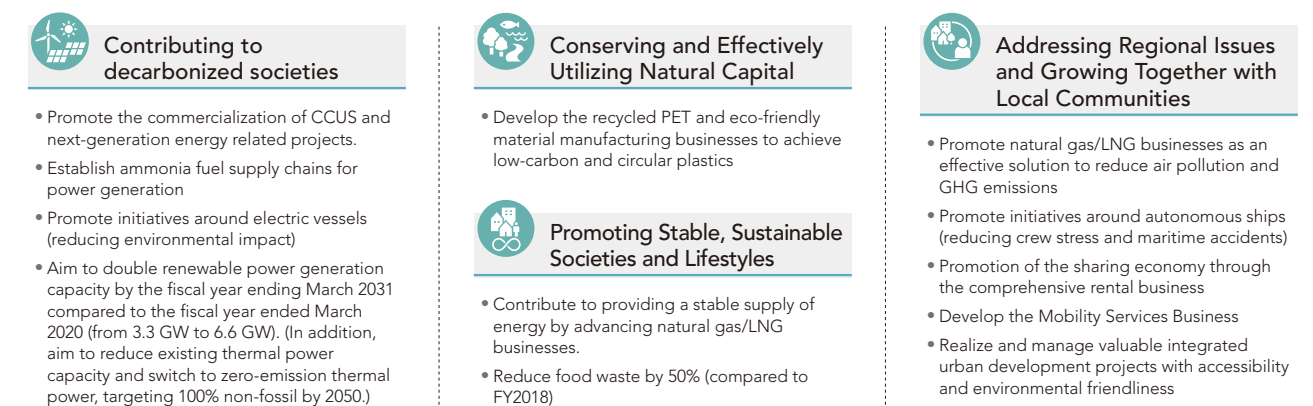 Contributing to
decarbonized societies
• Promote the commercialization of CCUS and
next-generation energy related projects.
• Establish ammonia fuel supply chains for
power generation
• Promote initiatives around electric vessels
(reducing environmental impact)
• Aim to double renewable power generation
capacity by the fiscal year ending March 2031
compared to the fiscal year ended March
2020 (from 3.3 GW to 6.6 GW). (In addition,
aim to reduce existing thermal power
capacity and switch to zero-emission thermal
power, targeting 100% non-fossil by 2050.)
Conserving and Effectively
Utilizing Natural Capital
• Develop the recycled PET and eco-friendly
material manufacturing businesses to achieve
low-carbon and circular plastics
Promoting Stable, Sustainable
Societies and Lifestyles
• Contribute to providing a stable supply of
energy by advancing natural gas/LNG
businesses.
• Reduce food waste by 50% (compared to
FY2018)
Addressing Regional Issues
and Growing Together with
Local Communities
• Promote natural gas/LNG businesses as an
effective solution to reduce air pollution and
GHG emissions
• Promote initiatives around autonomous ships
(reducing crew stress and maritime accidents)
• Promotion of the sharing economy through
the comprehensive rental business
• Develop the Mobility Services Business
• Realize and manage valuable integrated
urban development projects with accessibility
and environmental friendliness